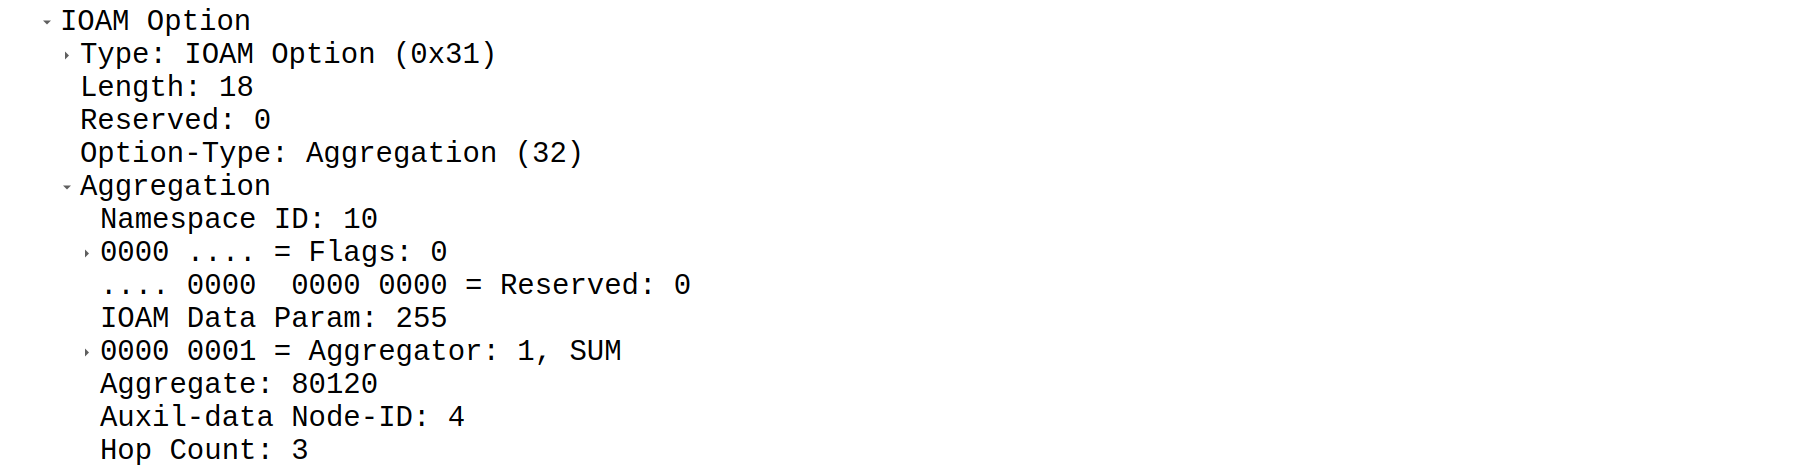 IOAM Option
Type: IOAM Option (0x31)
Length: 18
Reserved: 0
Option-Type: Aggregation (32)
Aggregation
Namespace ID: 10
0000 .... = Flags: 0
.... 0000  0000 0000 = Reserved: 0
IOAM Data Param: 255
0000 0001 = Aggregator: 1, SUM
Aggregate: 80120
Auxil-data Node-ID: 4
Hop Count: 3